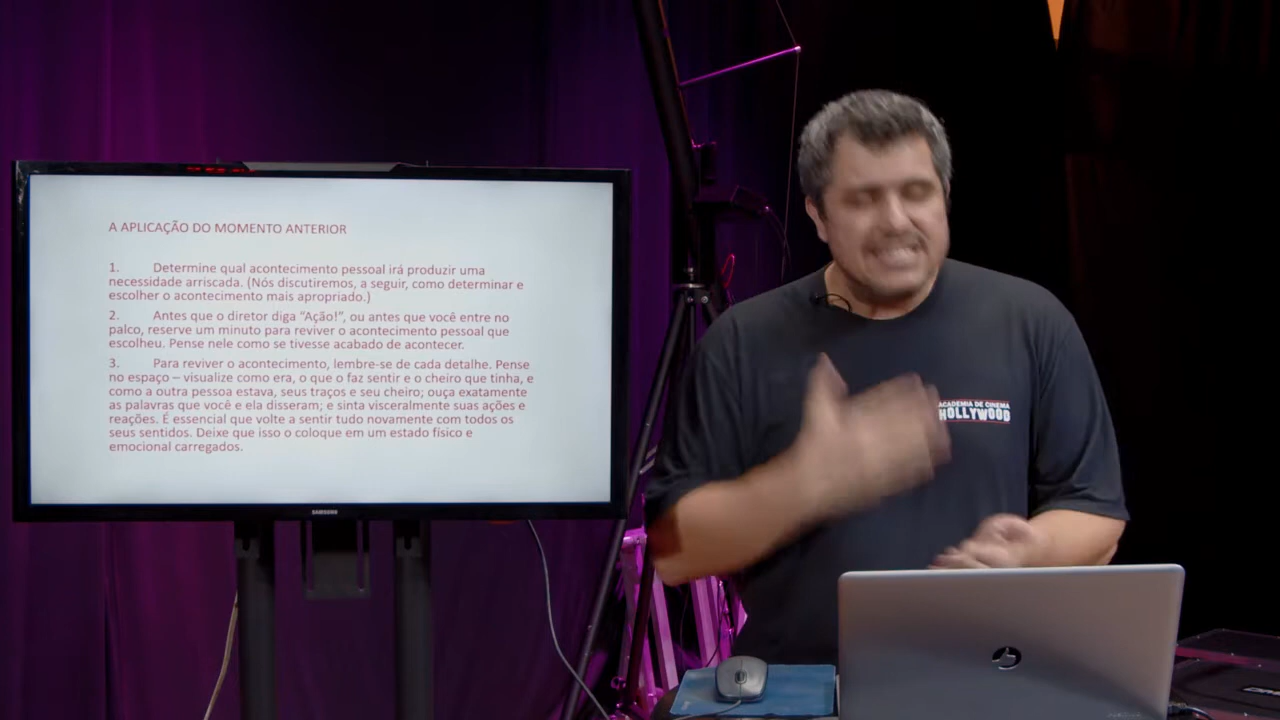 A APLICAÇÃO DO MOMENTO ANTERIOR
1. Determine qual acontecimento pessoal irá produzir uma
necessidade arriscada. (Nós discutiremos, a seguir, como determinar e
escolher o acontecimento mais apropriado.)
2. Antes que o diretor diga “Ação!”, ou antes que você entre no
palco, reserve um minuto para reviver o acontecimento pessoal que
escolheu. Pense nele como se tivesse acabado de acontecer.
3. Para reviver o acontecimento, lembre-se de cada detalhe. Pense
no espaço – visualize como era, o que o faz sentir e o cheiro que tinha, e
como a outra pessoa estava, seus traços e seu cheiro; ouça exatamente
as palavras que você e ela disseram; e sinta visceralmente suas ações e
reações. É essencial que volte a sentir tudo novamente com todos os
seus sentidos. Deixe que isso o coloque em um estado físico e
emocional carregados.
SAMSUNG
ACADEMIA DE CINEMA
HOLLYWOOD